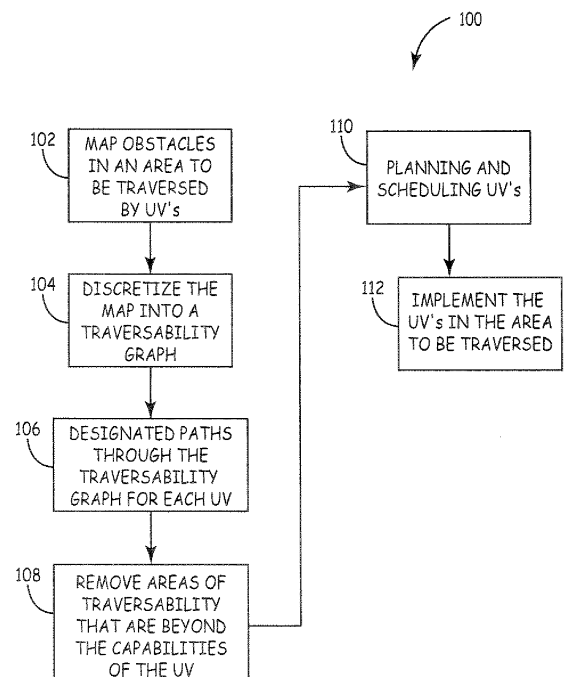 100
102
MAP OBSTACLES
IN AN AREA TO
BE TRAVERSED
BY UV's
104
DISCRETIZE THE
MAP INTO A
TRAVERSABILITY
GRAPH
106
DESIGNATED PATHS
THROUGH THE
TRAVERSABILITY
GRAPH FOR EACH UV
108
REMOVE AREAS OF
TRAVERSABILITY
THAT ARE BEYOND
THE CAPABILITIES
OF THE UV
110
PLANNING AND
SCHEDULING UV's
112
IMPLEMENT THE
UV's IN THE AREA
TO BE TRAVERSED